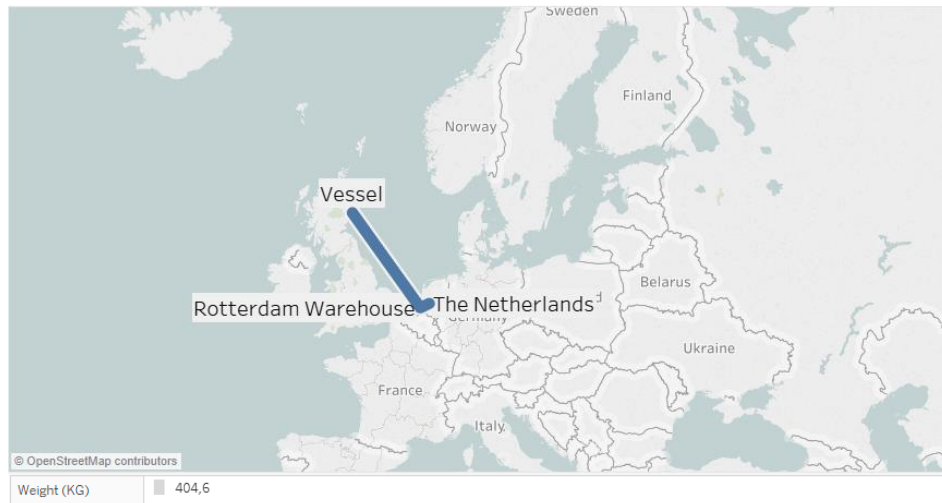 Sweden
Finland
Norway
Vessel
Belarus
Rotterdam Warehouse
The Netherlands
Germany
Ukraine
France
Italy
© OpenStreetMap contributors
Weight (KG)
404,6